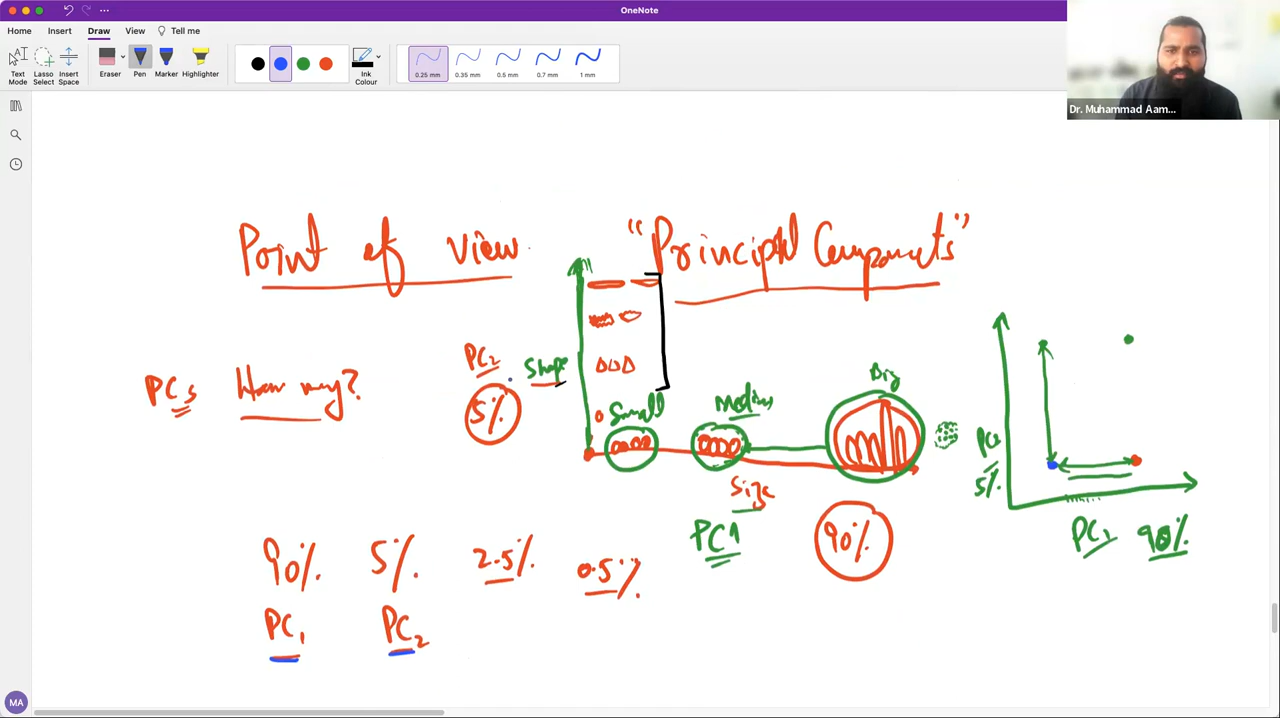 OneNote
Home Insert Draw View Tell me
Text Mode
Lasso Select
Insert Space
Eraser
Pen
Marker
Highlighter
Ink Colour
0.25 mm
0.35 mm
0.5 mm
0.7 mm
1 mm
Dr. Muhammad Aam...
Point of view "Principal Components"
PCs How many?
PC2
5%
Shape
Small
Medium
Big
Size
PC1
90%
PC2
5%
PC1 90%
90% 5% 2.5% 0.5%
PC1 PC2
MA